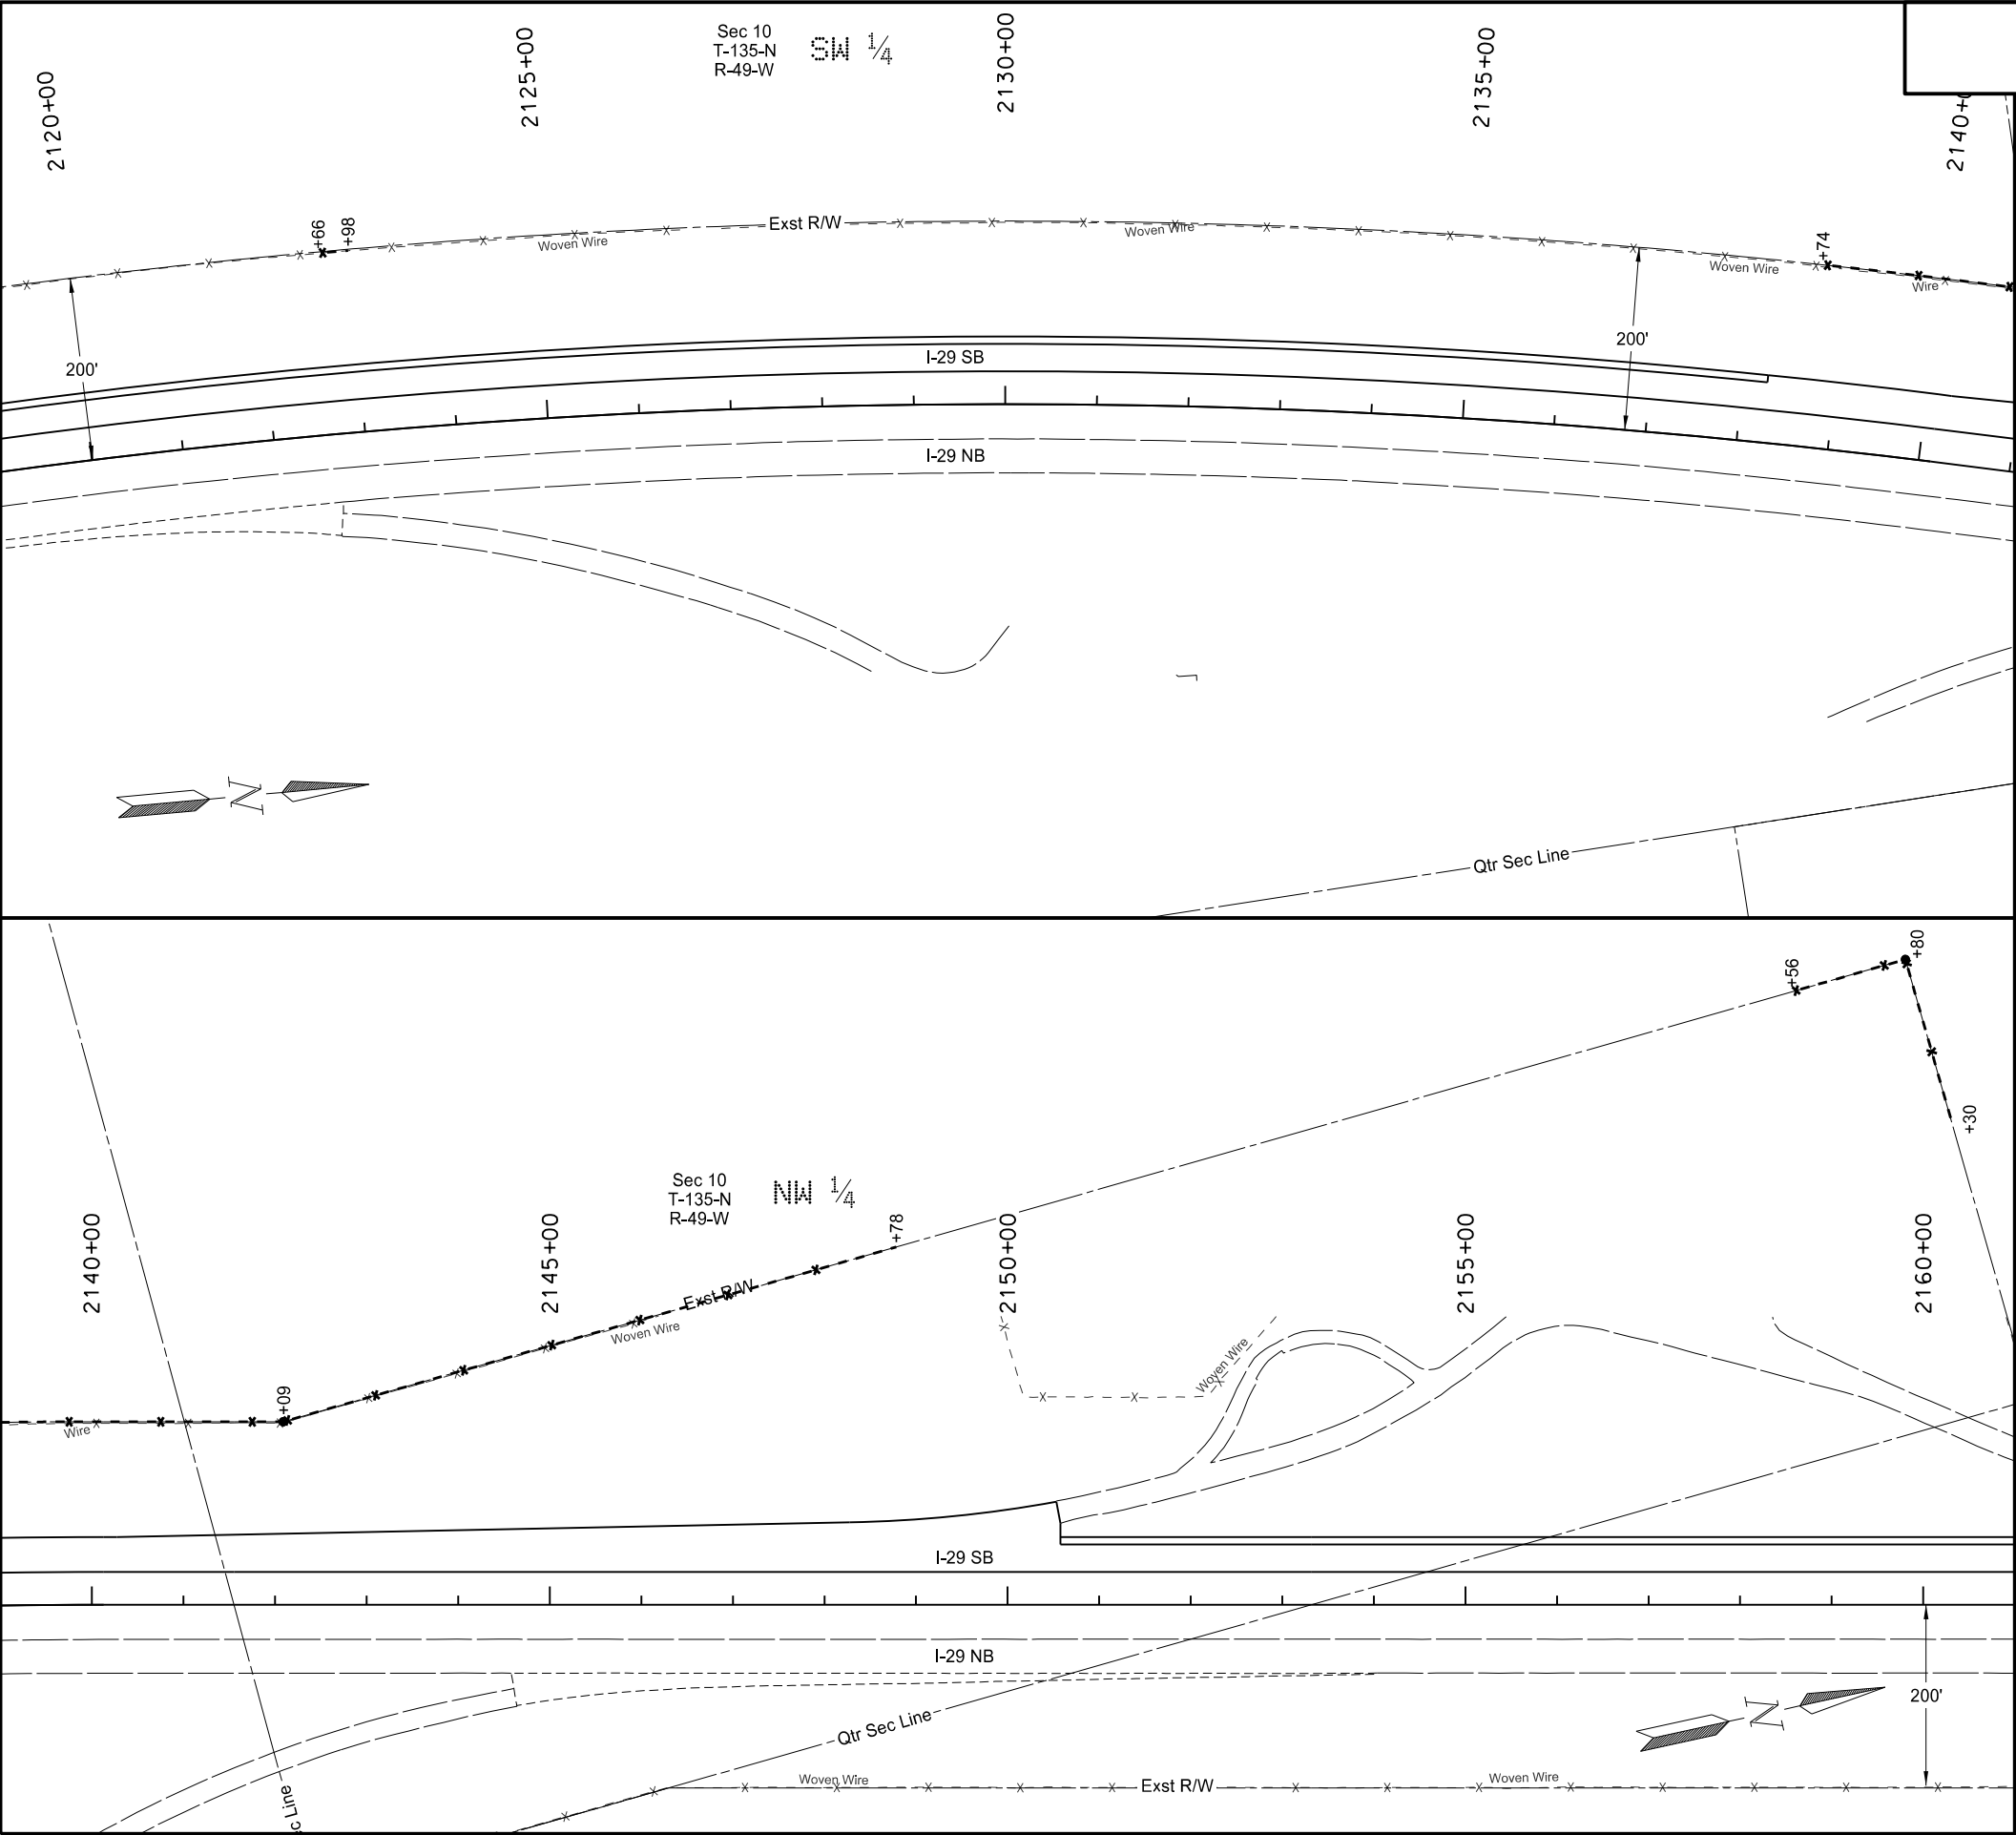 2120+00
2125+00
Sec 10
T-135-N
R-49-W
SW 1/4
2130+00
2135+00
2140+0
+66
+98
Woven Wire
Exst R/W
Woven Wire
Woven Wire
+74
Wire
200'
I-29 SB
200'
I-29 NB
N
Qtr Sec Line
+56
+80
+30
Sec 10
T-135-N
R-49-W
NW 1/4
+78
2140+00
2145+00
2150+00
2155+00
2160+00
Exst R/W
Woven Wire
Woven Wire
+09
Wire
I-29 SB
I-29 NB
N
200'
Qtr Sec Line
Woven Wire
Exst R/W
Woven Wire
c Line